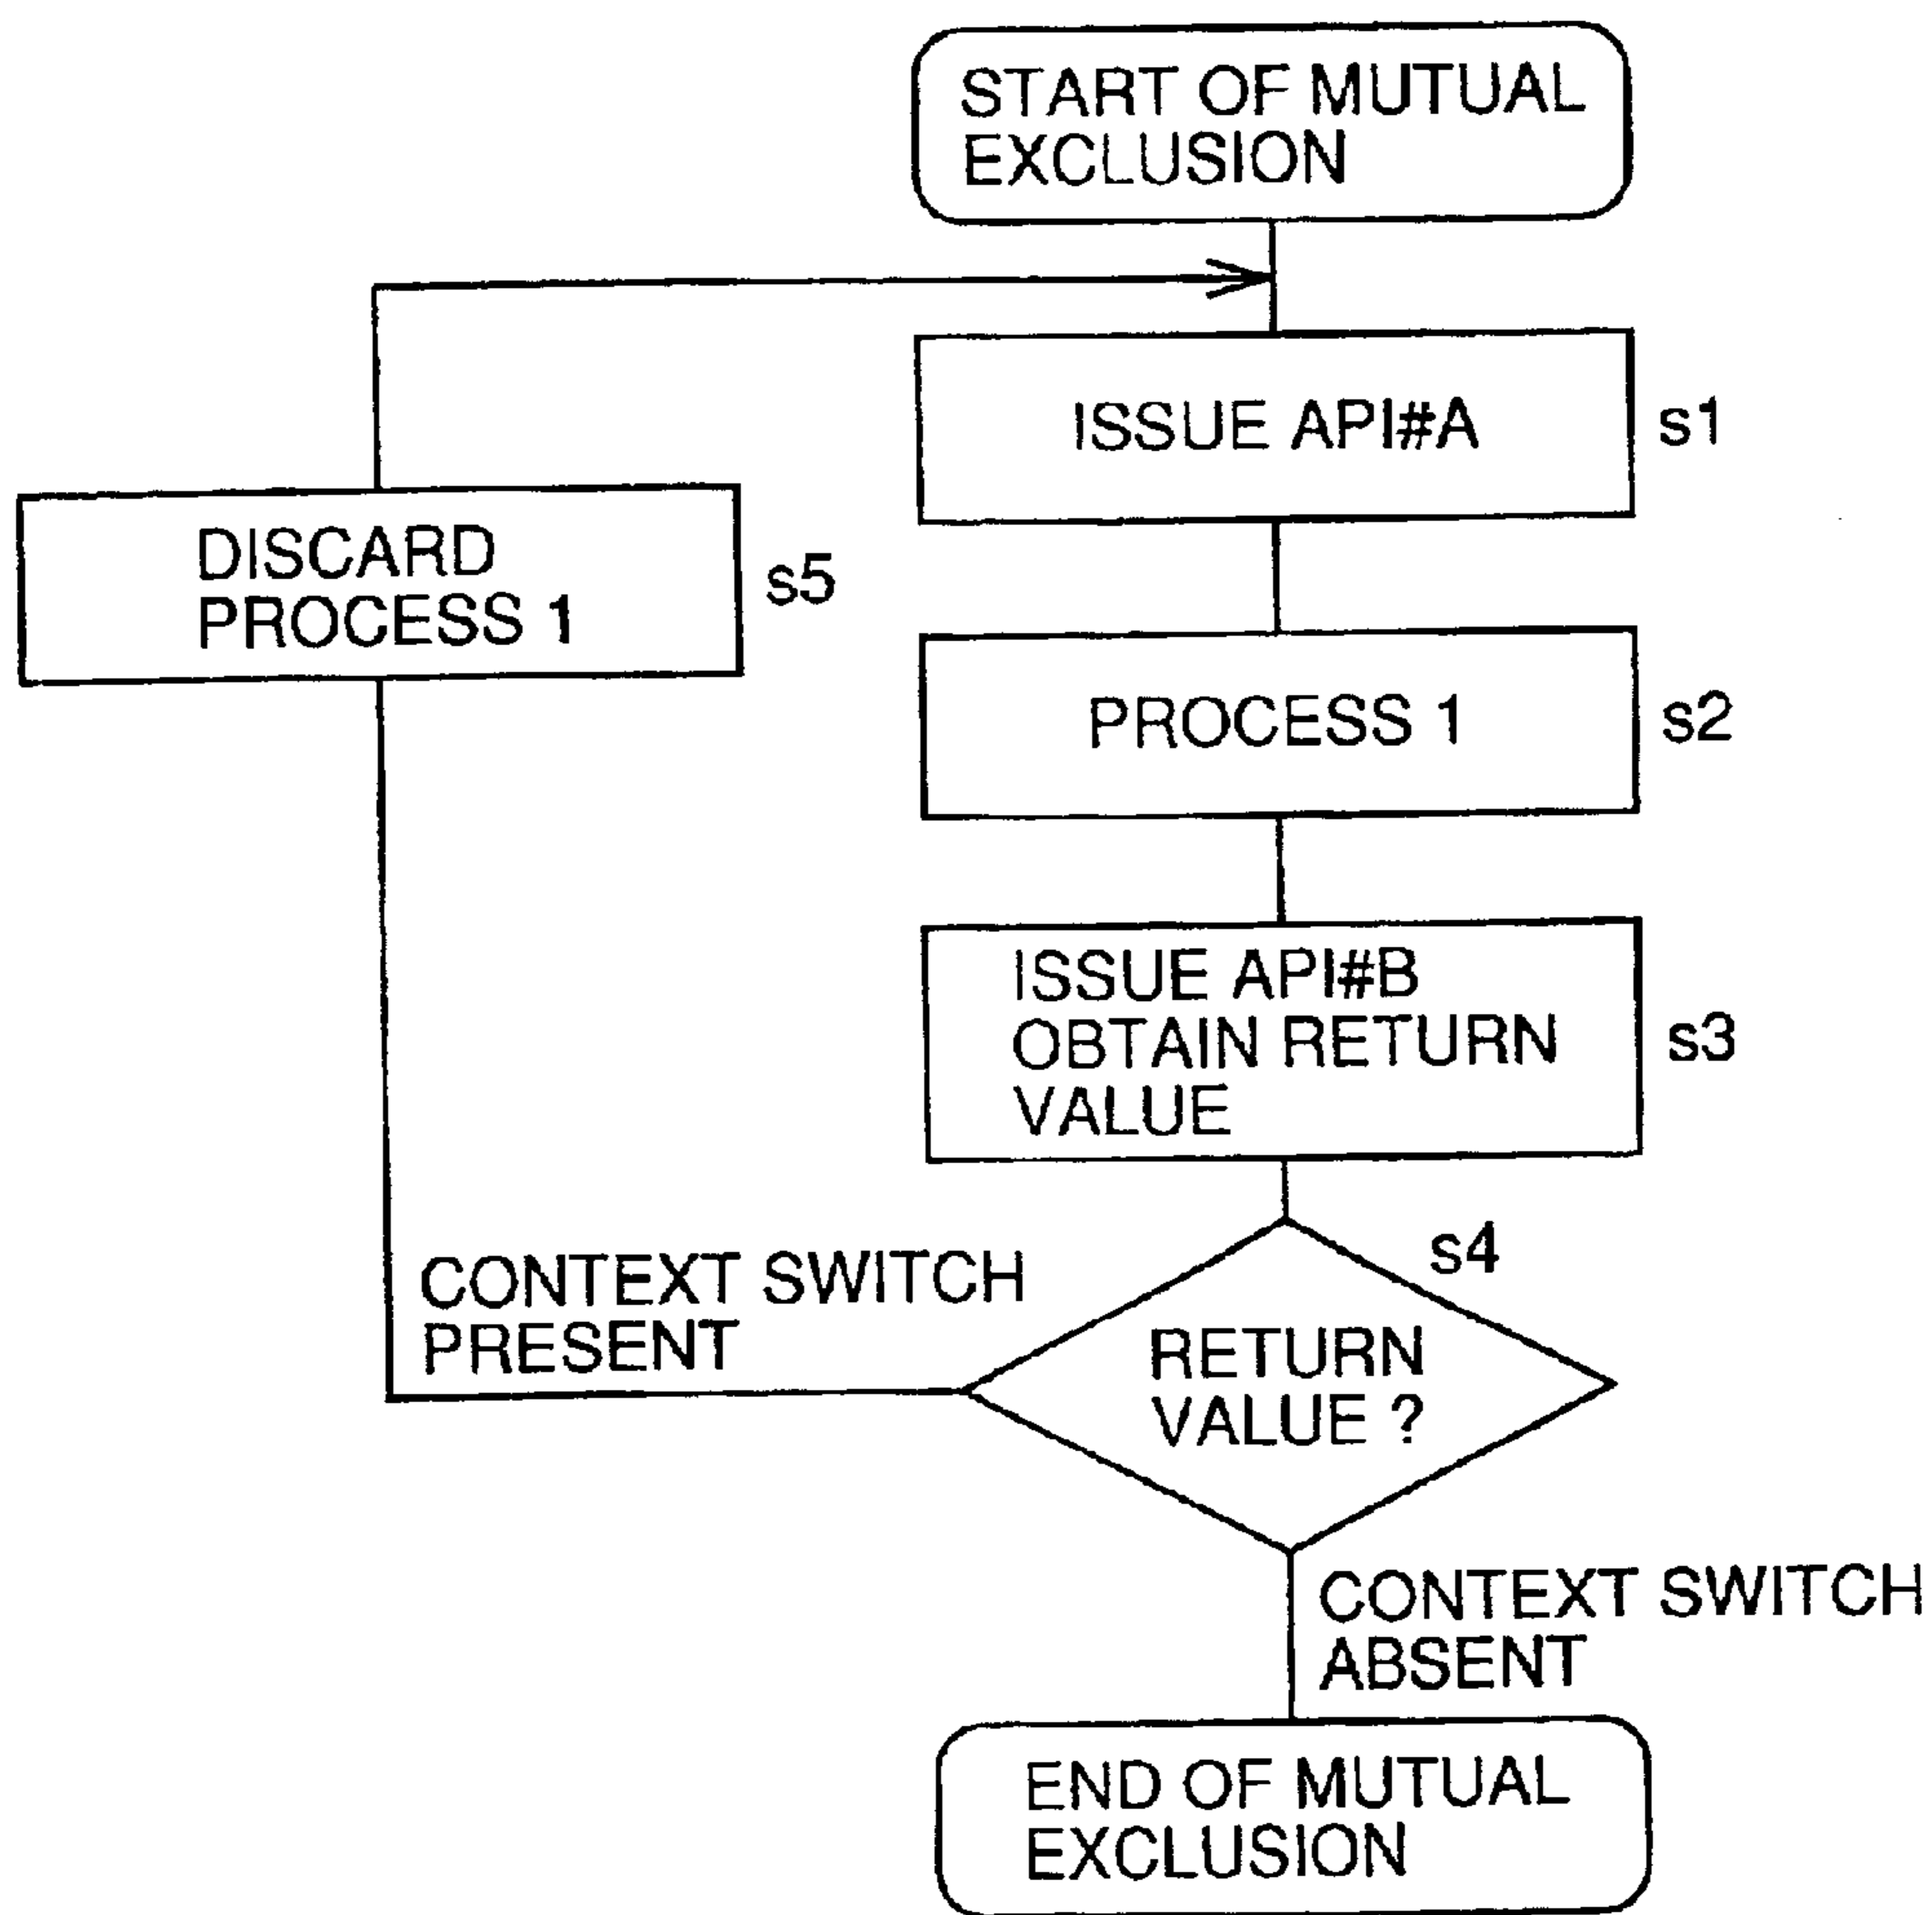 START OF MUTUAL
EXCLUSION
ISSUE API#A
s1
DISCARD
PROCESS 1
s5
PROCESS 1
s2
ISSUE API#B
OBTAIN RETURN
VALUE
s3
s4
CONTEXT SWITCH
PRESENT
RETURN
VALUE ?
CONTEXT SWITCH
ABSENT
END OF MUTUAL
EXCLUSION